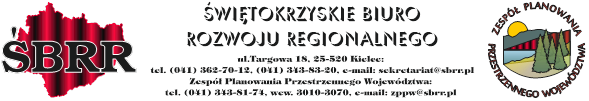 ŚBRR
ŚWIĘTOKRZYSKIE BIURO
ROZWOJU REGIONALNEGO
ul.Targowa 18, 25-520 Kielec:
tel. (041) 362-70-12, (041) 343-83-20, e-mail: sekretariat@sbrr.pl
Zespół Planowania Przestrzennego Województwa:
tel. (041) 343-81-74, wew. 3010-3070, e-mail: zppw@sbrr.pl
ZESPÓŁ PLANOWANIA
PRZESTRZENNEGO WOJEWÓDZTWA